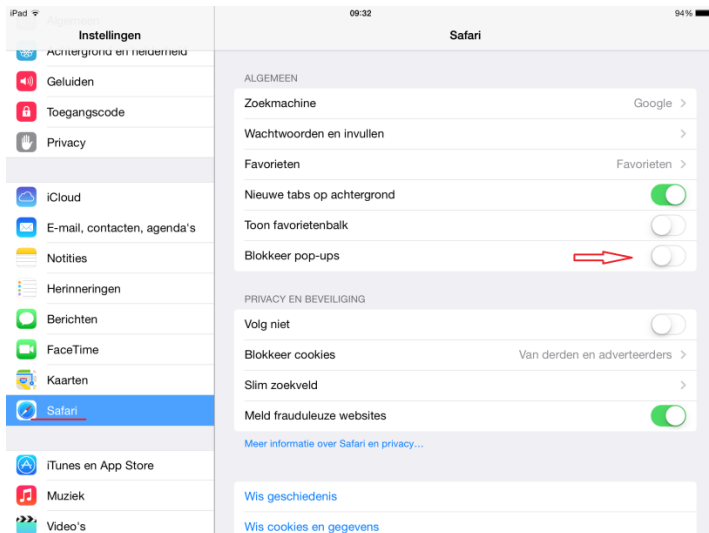 iPad 09:32 94%
Algemeen
Instellingen
Achtergrond en helderheid
Geluiden
Toegangscode
Privacy
iCloud
E-mail, contacten, agenda's
Notities
Herinneringen
Berichten
FaceTime
Kaarten
Safari
iTunes en App Store
Muziek
Video's
Safari
ALGEMEEN
Zoekmachine Google
Wachtwoorden en invullen
Favorieten Favorieten
Nieuwe tabs op achtergrond
Toon favorietenbalk
Blokkeer pop-ups
PRIVACY EN BEVEILIGING
Volg niet
Blokkeer cookies Van derden en adverteerders
Slim zoekveld
Meld frauduleuze websites
Meer informatie over Safari en privacy...
Wis geschiedenis
Wis cookies en gegevens